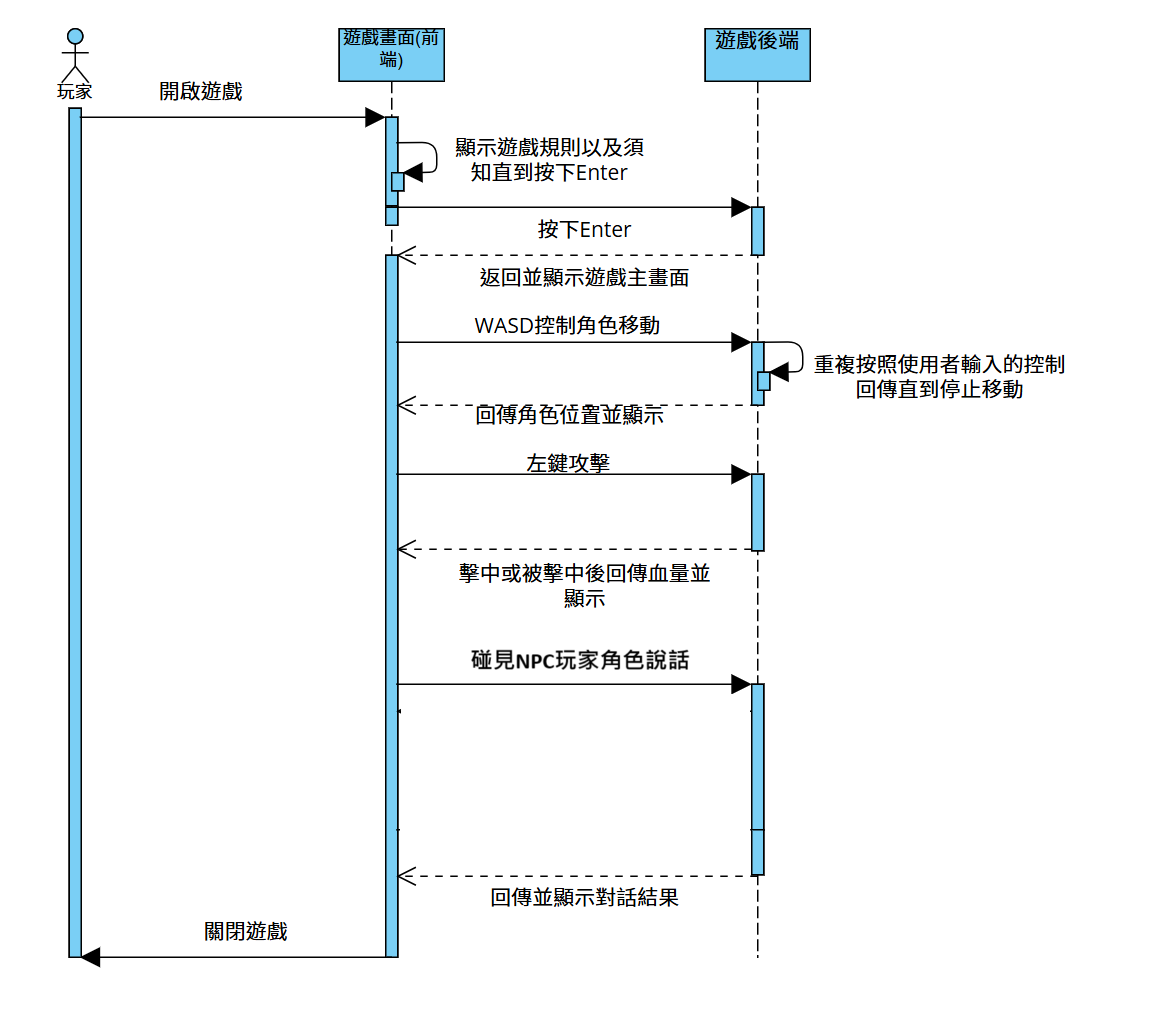 玩家
遊戲畫面(前
端)
遊戲後端
開啟遊戲
顯示遊戲規則以及須
知直到按下Enter
按下Enter
返回並顯示遊戲主畫面
WASD控制角色移動
重複按照使用者輸入的控制
回傳直到停止移動
回傳角色位置並顯示
左鍵攻擊
擊中或被擊中後回傳血量並
顯示
碰見NPC玩家角色說話
回傳並顯示對話結果
關閉遊戲